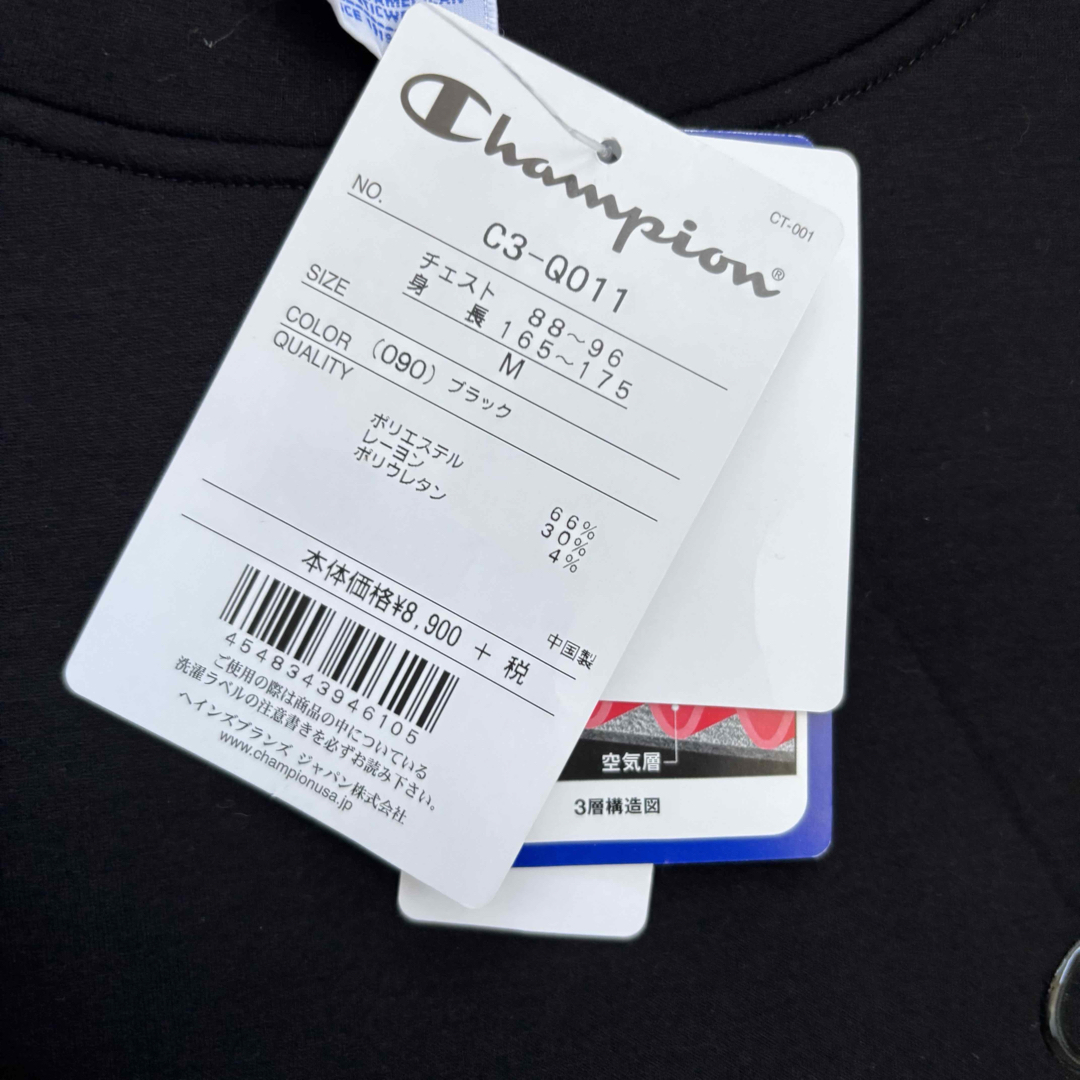 Champion®
CT-001
NO.
C3-Q011
SIZE
チェスト 88～96
身 長 165～175
M
COLOR (090) ブラック
QUALITY
ポリエステル 66%
レーヨン 30%
ポリウレタン 4%
中国製
本体価格¥8,900 + 税
4548343946105
ご使用の際は商品の中についている
洗濯ラベルの注意書きを必ずお読み下さい。
ヘインズブランズ ジャパン株式会社
www.championusa.jp
空気層
3層構造図